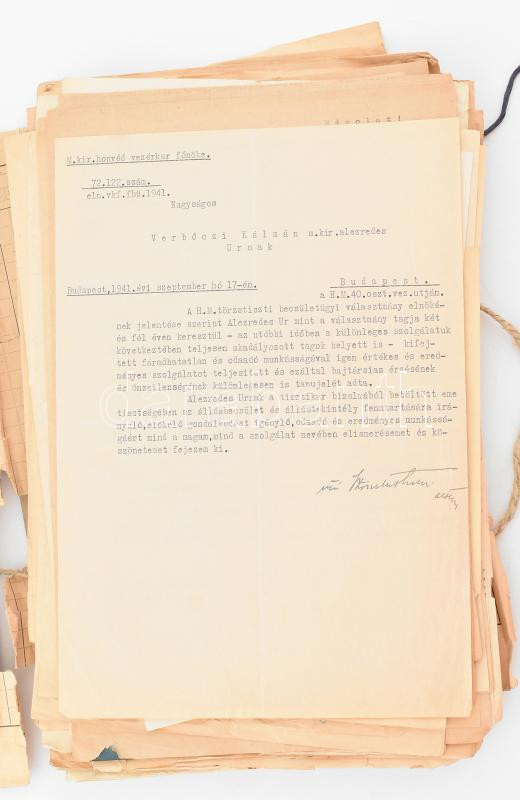 Másolat!
M.kir.honvéd vezérkar főnöke.
72.122.szám.
eln.vkf.fbü.1941.
Nagyságos
Verbőczi Kálmán m.kir.alezredes
Urnak
Budapest.
Budapest,1941.évi szeptember hó 17-én.
a H.M.40.oszt.vez.utján.
A H.M.törzstiszti becsületügyi választmány elnöké-
nek jelentése szerint Alezredes Ur mint a választmány tagja két
és fél éven keresztül - az utóbbi időben a különleges szolgálatuk
következtében teljesen akadályozott tagok helyett is - kifej-
tett fáradhatatlan és odaadó munkásságával igen értékes és ered-
ményes szolgálatot teljesitett és ezáltal bajtársias érzésének
és önzetlenségének különlegesen is tanujelét adta.
Alezredes Urnak a tisztikar bizalmából betöltött eme
tisztségében az állásbecsület és állástekintély fenntartására irá-
nyuló, előkelő gondolkodást igénylő,odaadó és eredményes munkássá-
gáért mind a magam,mind a szolgálat nevében elismerésemet és kö-
szönetemet fejezem ki.
darabanth